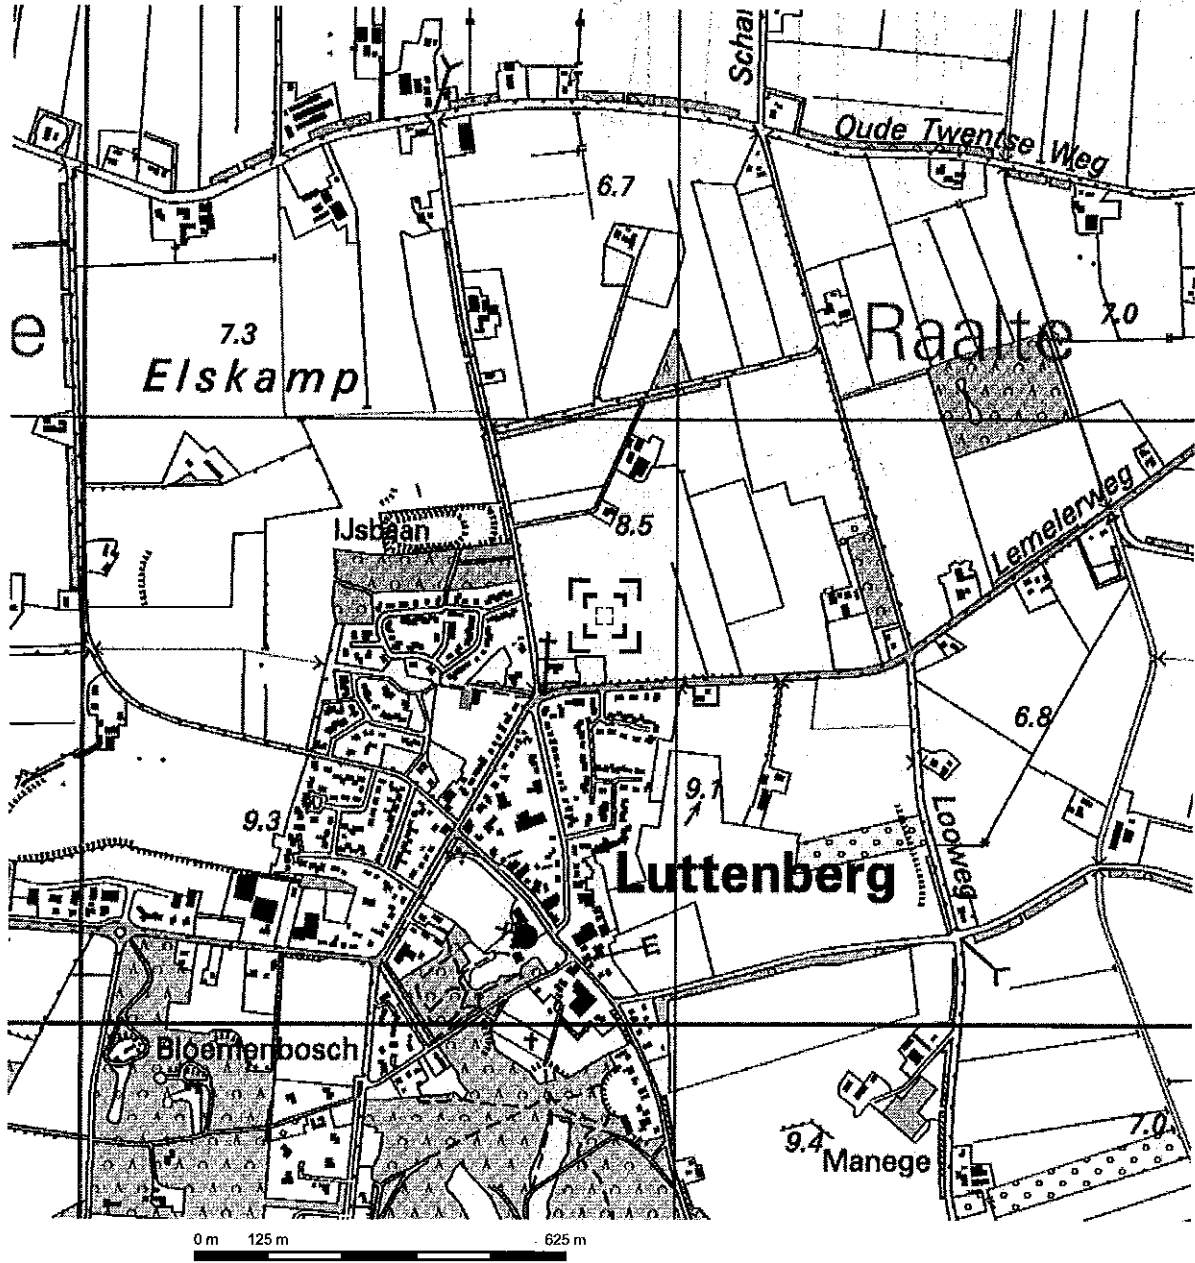 Schar
Oude Twentse Weg
6.7
e
7.3
Raalte
7.0
Elskamp
IJsbaan
8.5
Lemelerweg
6.8
9.1
9.3
Looweg
Luttenberg
Bloemenbosch
9.4
Manege
7.0
0 m 125 m 625 m